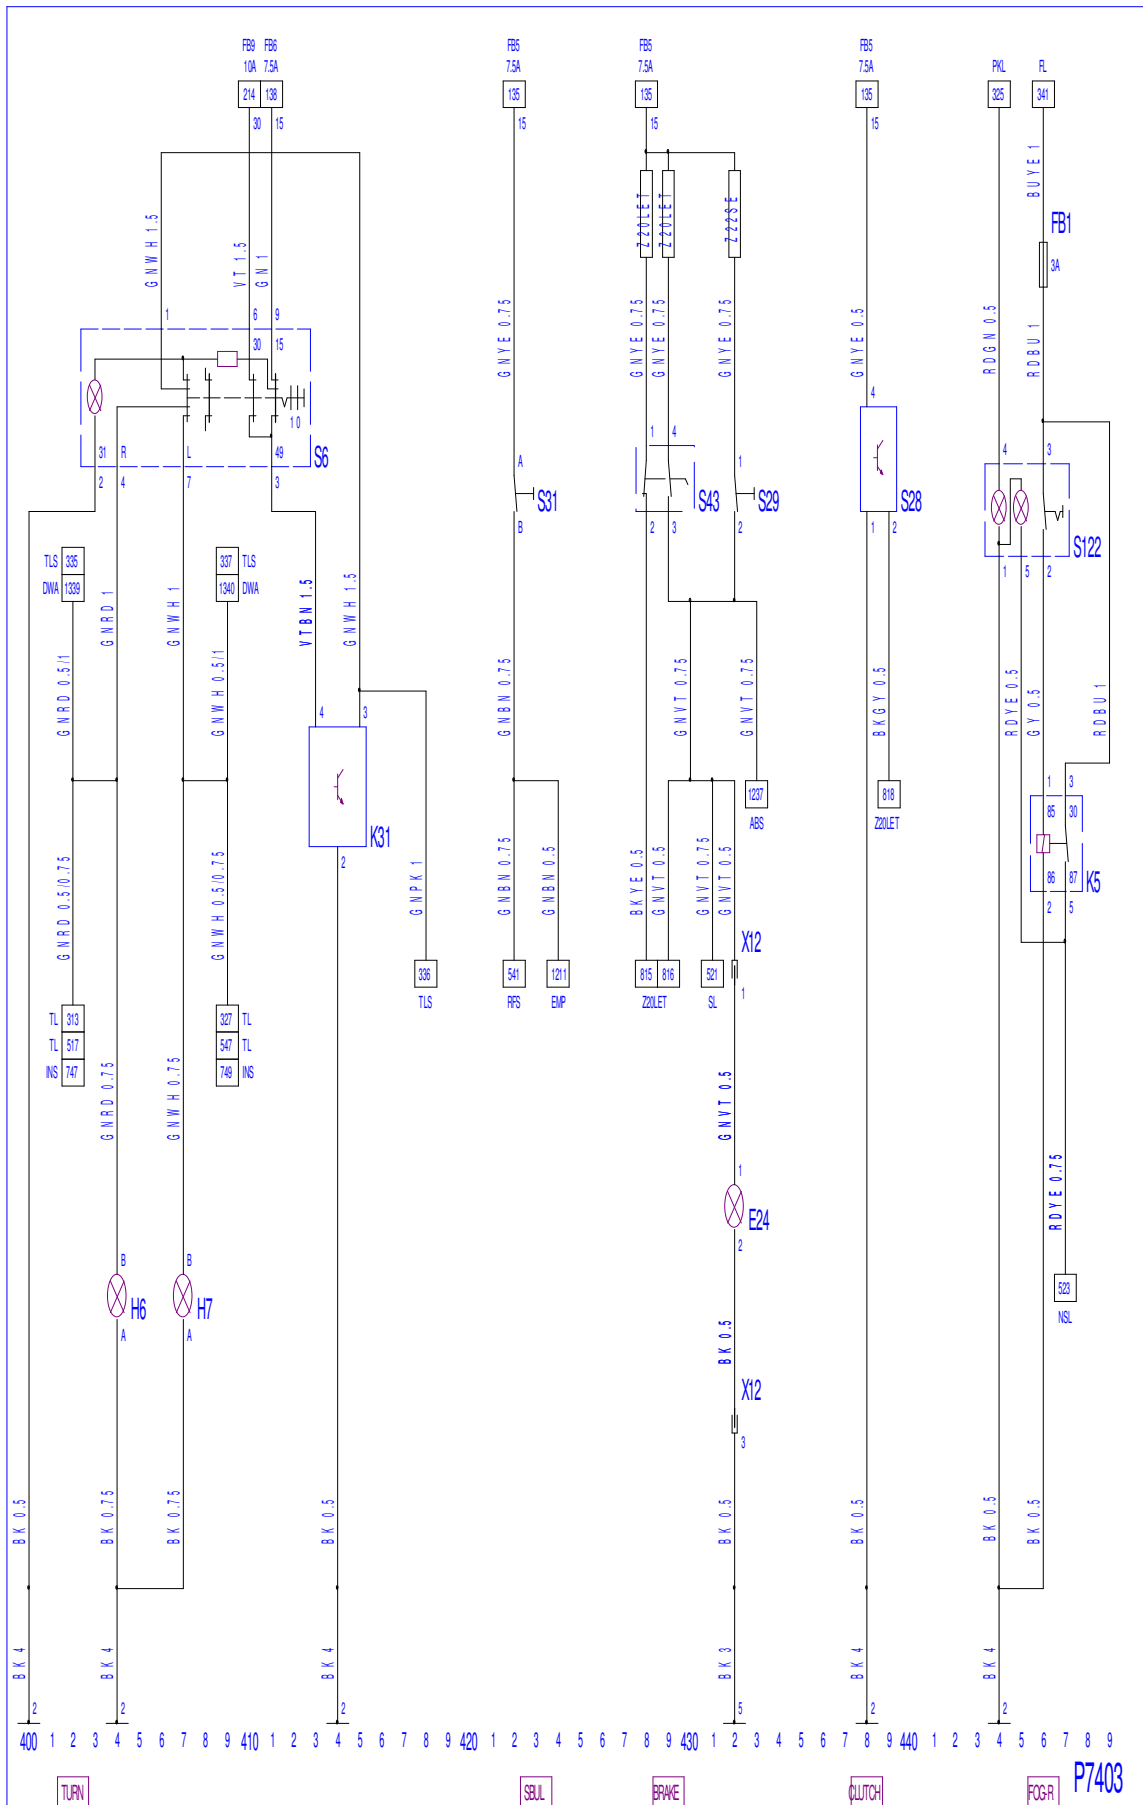 FB9 FB6 FB5 FB5 FB5 PKL FL
10A 7.5A 7.5A 7.5A 7.5A
214 138 135 135 135 325 341
30 15 15 15 15
BUYE 1
FB1
3A
Z20LET Z20LET Z22SE
GNWH 1.5 VT 1.5 GN 1
GNYE 0.75 GNYE 0.75 GNYE 0.75 GNYE 0.75 GNYE 0.5 RDGN 0.5 RDBU 1
1 6 9
30 15
1 0
4
31 R L 49 S6
2 4 7 3
A 1 4 1 4 3
S31 S43 S29 S28 S122
B 2 3 2 1 2 1 5 2
TLS 335 337 TLS
DWA 1339 1340 DWA
GNRD 1 GNWH 1 VTBN 1.5 GNWH 1.5
GNRD 0.5/1 GNWH 0.5/1 GNBN 0.75 GNVT 0.75 GNVT 0.75 BKGY 0.5 RDYE 0.5 GY 0.5 RDBU 1
4 3
K31
2
1 3
85 30
86 87 K5
2 5
1237
ABS
818
Z20LET
GNRD 0.5/0.75 GNWH 0.5/0.75 GNPK 1 GNBN 0.75 GNBN 0.5 BKYE 0.5 GNVT 0.5 GNVT 0.75 GNVT 0.5
X12
336 541 1211 815 816 521
1
TLS RFS EMP Z20LET SL
TL 313 327 TL
TL 517 547 TL
INS 747 749 INS
GNRD 0.75 GNWH 0.75 GNVT 0.5
RDYE 0.75
1
E24
2
B B
H6 H7
A A
523
NSL
BK 0.5
X12
3
BK 0.5 BK 0.75 BK 0.75 BK 0.5 BK 0.5 BK 0.5 BK 0.5 BK 0.5
BK 4 BK 4 BK 4 BK 3 BK 4 BK 4
2 2 2 5 2 2
400 1 2 3 4 5 6 7 8 9 410 1 2 3 4 5 6 7 8 9 420 1 2 3 4 5 6 7 8 9 430 1 2 3 4 5 6 7 8 9 440 1 2 3 4 5 6 7 8 9
P7403
TURN SBUL BRAKE CLUTCH FOG-R